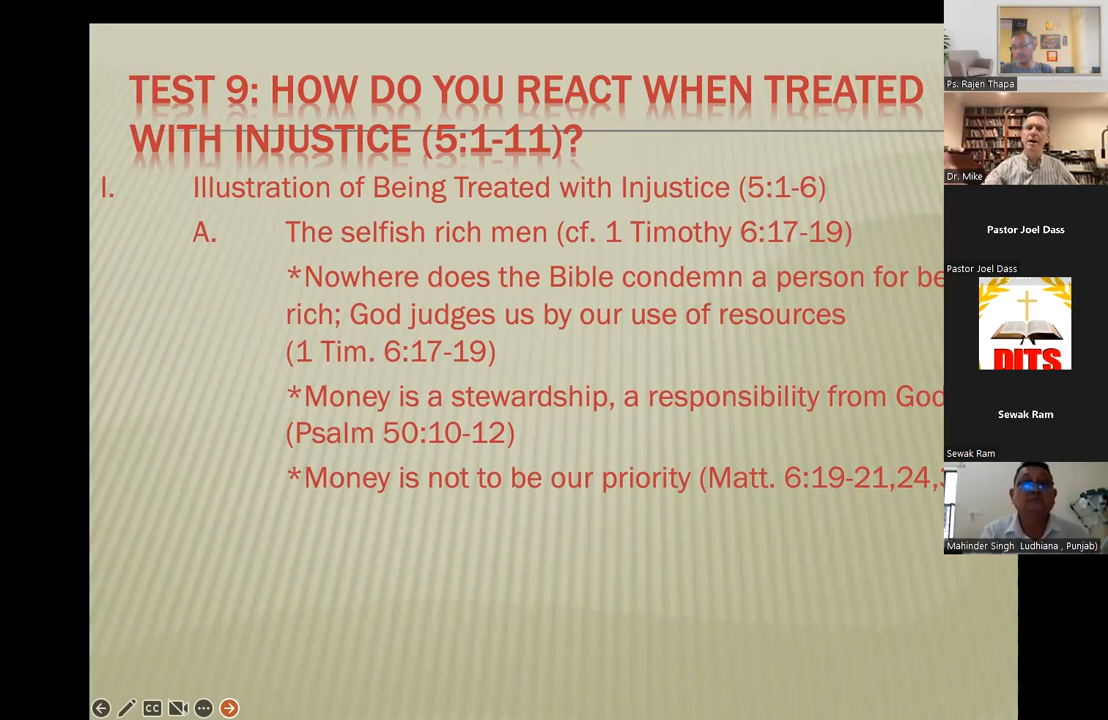 TEST 9: HOW DO YOU REACT WHEN TREATED
WITH INJUSTICE (5:1-11)?
I. Illustration of Being Treated with Injustice (5:1-6)
A. The selfish rich men (cf. 1 Timothy 6:17-19)
*Nowhere does the Bible condemn a person for be
rich; God judges us by our use of resources
(1 Tim. 6:17-19)
*Money is a stewardship, a responsibility from God
(Psalm 50:10-12)
*Money is not to be our priority (Matt. 6:19-21,24,
CC
Ps. Rajen Thapa
Dr. Mike
Pastor Joel Dass
Pastor Joel Dass
DITS
Sewak Ram
Sewak Ram
Mahinder Singh Ludhiana , Punjab)